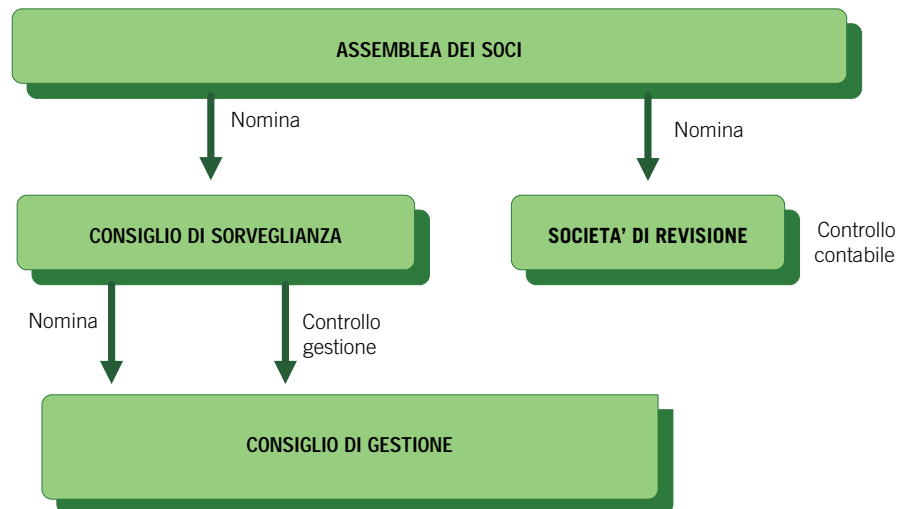 ASSEMBLEA DEI SOCI
Nomina
Nomina
CONSIGLIO DI SORVEGLIANZA
SOCIETA' DI REVISIONE
Controllo
contabile
Nomina
Controllo
gestione
CONSIGLIO DI GESTIONE